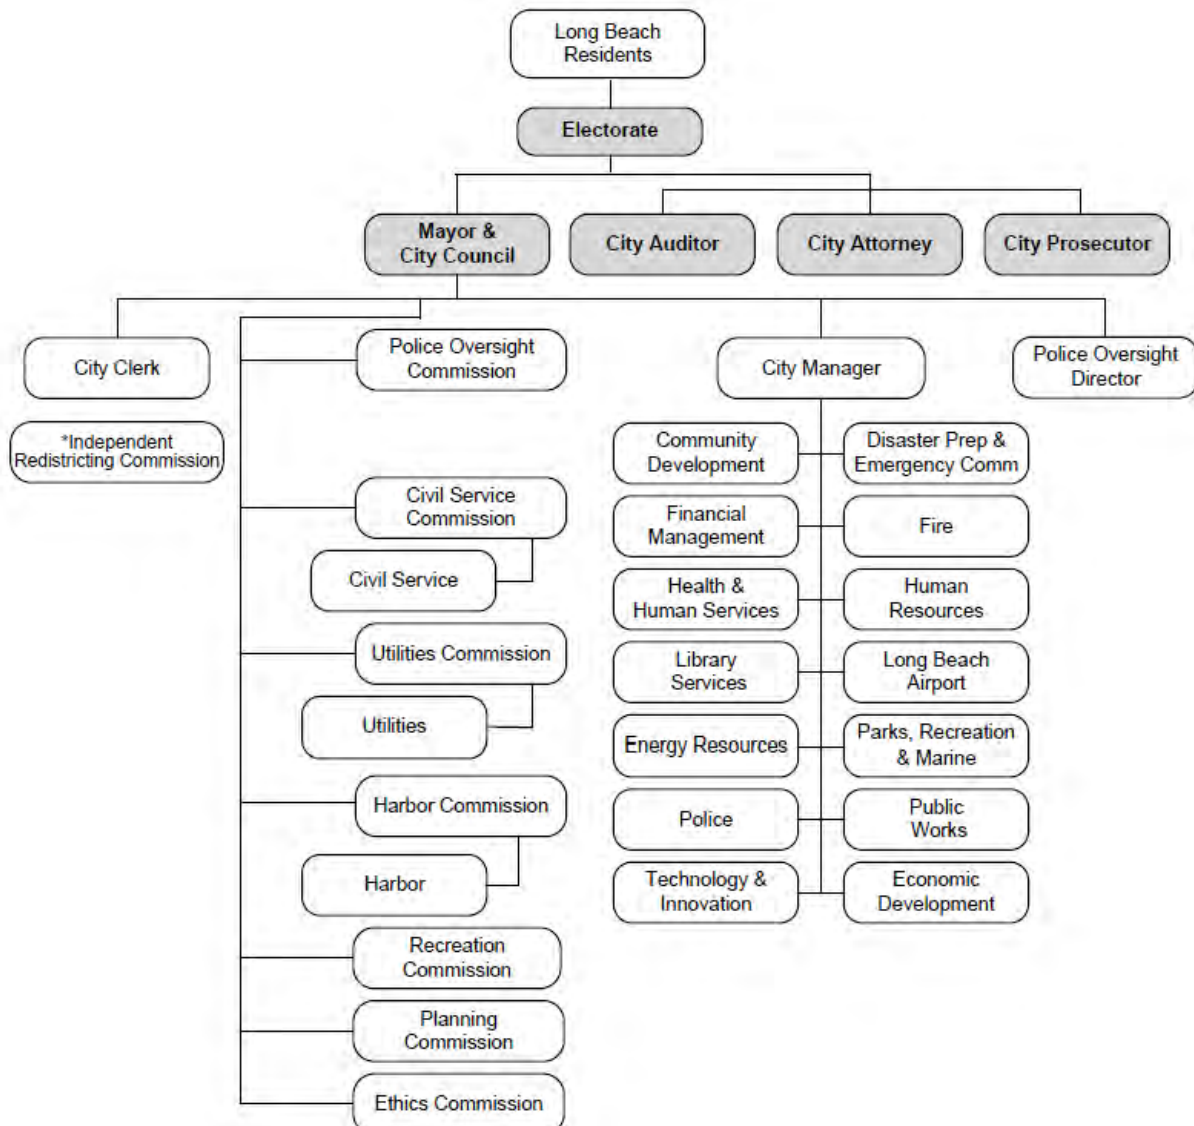 Long Beach
Residents
Electorate
Mayor &
City Council
City Auditor
City Attorney
City Prosecutor
City Clerk
Police Oversight
Commission
City Manager
Police Oversight
Director
*Independent
Redistricting Commission
Community
Development
Disaster Prep &
Emergency Comm
Civil Service
Commission
Financial
Management
Fire
Civil Service
Health &
Human Services
Human
Resources
Utilities Commission
Library
Services
Long Beach
Airport
Utilities
Energy Resources
Parks, Recreation
& Marine
Harbor Commission
Police
Public
Works
Harbor
Technology &
Innovation
Economic
Development
Recreation
Commission
Planning
Commission
Ethics Commission